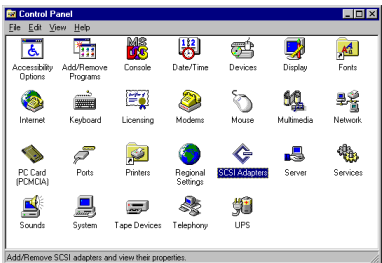 Control Panel
File Edit View Help
MS
DOS
Accessibility Options
Add/Remove Programs
Console
Date/Time
Devices
Display
Fonts
Internet
Keyboard
Licensing
Modems
Mouse
Multimedia
Network
PC Card (PCMCIA)
Ports
Printers
Regional Settings
SCSI Adapters
Server
Services
Sounds
System
Tape Devices
Telephony
UPS
Add/Remove SCSI adapters and view their properties.